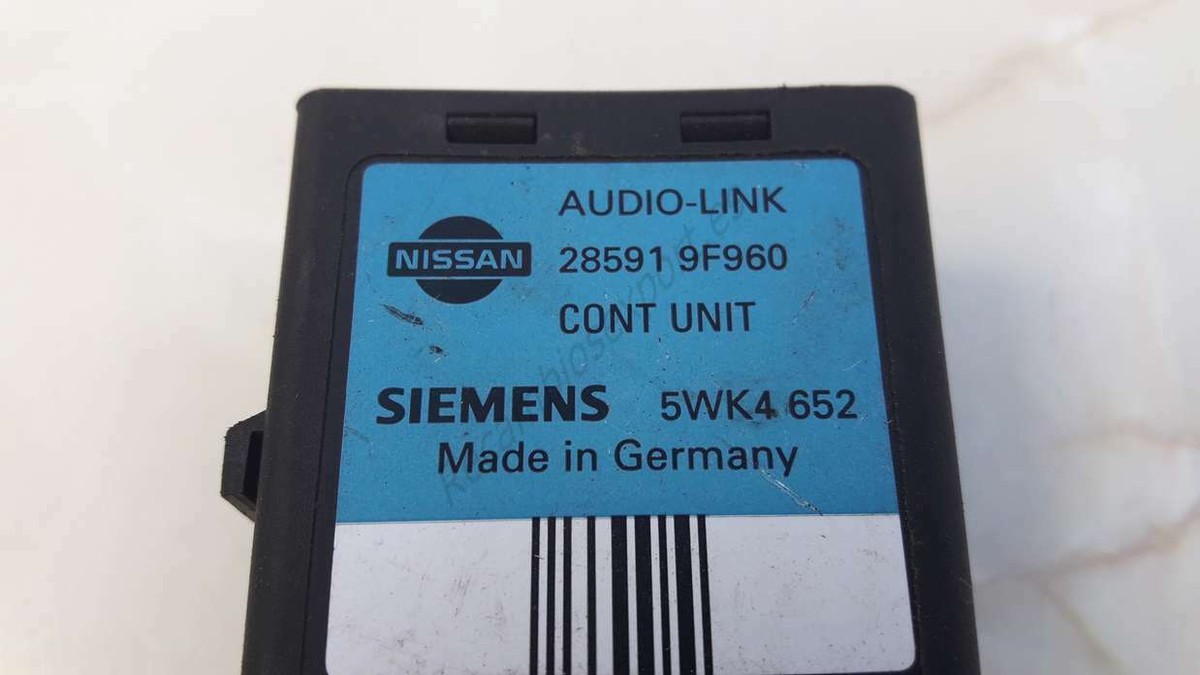 AUDIO-LINK
NISSAN
28591 9F960
CONT UNIT
SIEMENS 5WK4 652
Made in Germany